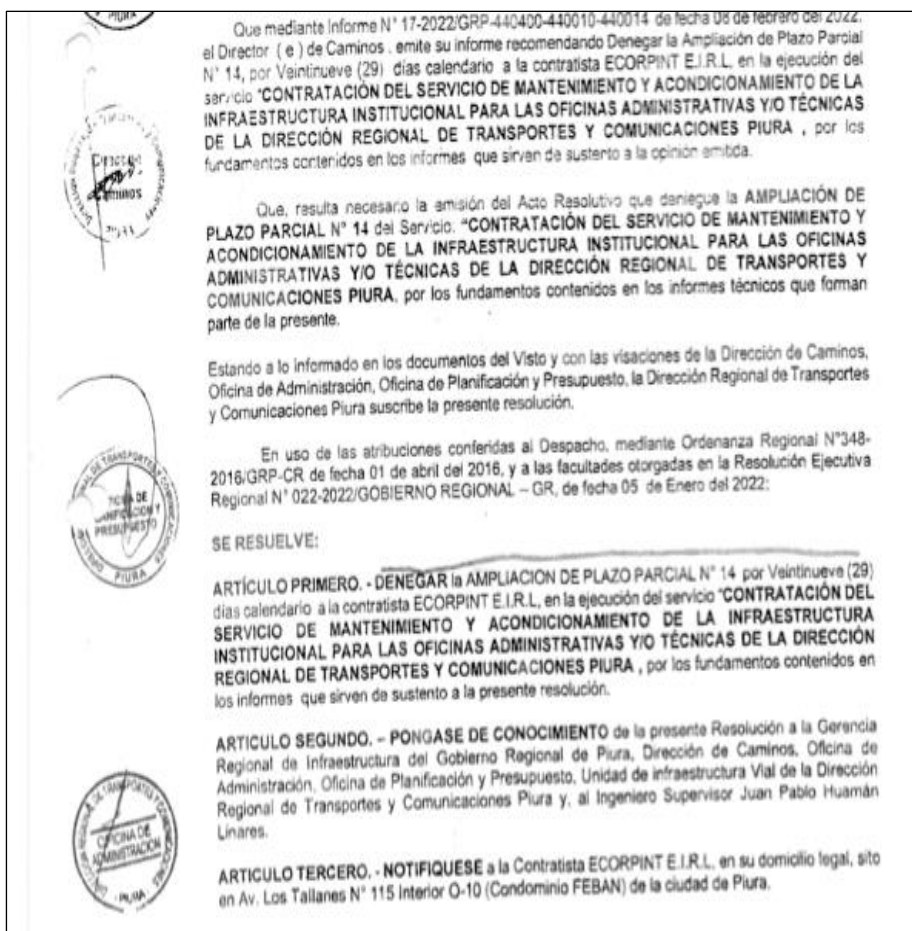 PIURA
Que mediante Informe N° 17-2022/GRP-440400-440010-440014 de fecha 08 de febrero del 2022,
el Director ( e ) de Caminos . emite su informe recomendando Denegar la Ampliación de Plazo Parcial
N° 14, por Veintinueve (29) días calendario a la contratista ECORPINT E.I.R.L, en la ejecución del
servicio "CONTRATACIÓN DEL SERVICIO DE MANTENIMIENTO Y ACONDICIONAMIENTO DE LA
INFRAESTRUCTURA INSTITUCIONAL PARA LAS OFICINAS ADMINISTRATIVAS Y/O TÉCNICAS
DE LA DIRECCIÓN REGIONAL DE TRANSPORTES Y COMUNICACIONES PIURA , por los
fundamentos contenidos en los informes que sirven de sustento a la opinión emitida.
Que, resulta necesario la emisión del Acto Resolutivo que deniegue la AMPLIACIÓN DE
PLAZO PARCIAL N° 14 del Servicio: "CONTRATACIÓN DEL SERVICIO DE MANTENIMIENTO Y
ACONDICIONAMIENTO DE LA INFRAESTRUCTURA INSTITUCIONAL PARA LAS OFICINAS
ADMINISTRATIVAS Y/O TÉCNICAS DE LA DIRECCIÓN REGIONAL DE TRANSPORTES Y
COMUNICACIONES PIURA, por los fundamentos contenidos en los informes técnicos que forman
parte de la presente.
Estando a lo informado en los documentos del Visto y con las visaciones de la Dirección de Caminos,
Oficina de Administración, Oficina de Planificación y Presupuesto, la Dirección Regional de Transportes
y Comunicaciones Piura suscribe la presente resolución.
En uso de las atribuciones conferidas al Despacho, mediante Ordenanza Regional N°348-
2016/GRP-CR de fecha 01 de abril del 2016, y a las facultades otorgadas en la Resolución Ejecutiva
Regional N° 022-2022/GOBIERNO REGIONAL – GR, de fecha 05 de Enero del 2022;
SE RESUELVE:
ARTÍCULO PRIMERO. - DENEGAR la AMPLIACION DE PLAZO PARCIAL N° 14 por Veintinueve (29)
días calendario a la contratista ECORPINT E.I.R.L, en la ejecución del servicio "CONTRATACIÓN DEL
SERVICIO DE MANTENIMIENTO Y ACONDICIONAMIENTO DE LA INFRAESTRUCTURA
INSTITUCIONAL PARA LAS OFICINAS ADMINISTRATIVAS Y/O TÉCNICAS DE LA DIRECCIÓN
REGIONAL DE TRANSPORTES Y COMUNICACIONES PIURA , por los fundamentos contenidos en
los informes que sirven de sustento a la presente resolución.
ARTICULO SEGUNDO. – PONGASE DE CONOCIMIENTO de la presente Resolución a la Gerencia
Regional de Infraestructura del Gobierno Regional de Piura, Dirección de Caminos, Oficina de
Administración, Oficina de Planificación y Presupuesto, Unidad de infraestructura Vial de la Dirección
Regional de Transportes y Comunicaciones Piura y, al Ingeniero Supervisor Juan Pablo Huamán
Linares.
ARTICULO TERCERO. - NOTIFIQUESE a la Contratista ECORPINT E.I.R.L, en su domicilio legal, sito
en Av. Los Tallanes N° 115 Interior O-10 (Condominio FEBAN) de la ciudad de Piura.
PRESUPUESTO
PIURA
OFICINA DE
ADMINISTRACION
PIURA